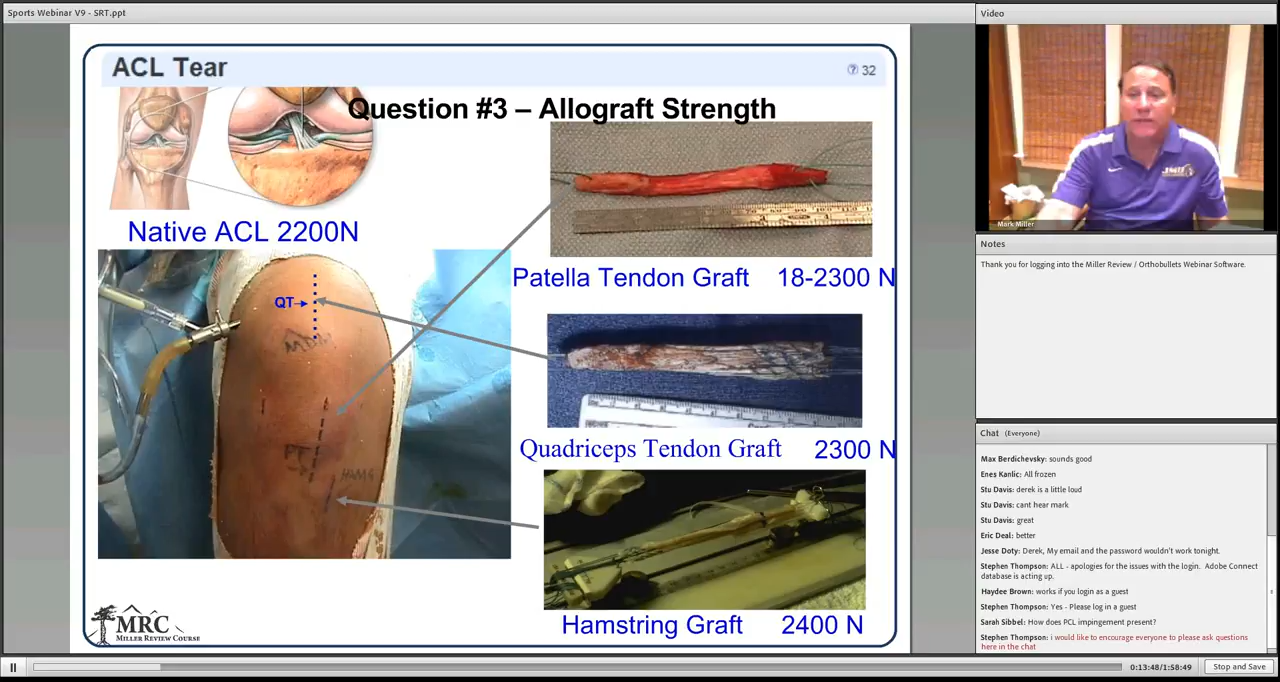 Sports Webinar V9 - SRT.ppt
ACL Tear
32
Question #3 – Allograft Strength
Native ACL 2200N
QT
Patella Tendon Graft 18-2300 N
Quadriceps Tendon Graft 2300 N
Hamstring Graft 2400 N
MRC
MILLER REVIEW COURSE
Video
Mark Miller
Notes
Thank you for logging into the Miller Review / Orthobullets Webinar Software.
Chat (Everyone)
Max Berdichevsky: sounds good
Enes Kanlic: All frozen
Stu Davis: derek is a little loud
Stu Davis: cant hear mark
Stu Davis: great
Eric Deal: better
Jesse Doty: Derek, My email and the password wouldn't work tonight.
Stephen Thompson: ALL - apologies for the issues with the login. Adobe Connect
database is acting up.
Haydee Brown: works if you login as a guest
Stephen Thompson: Yes - Please log in a guest
Sarah Sibbel: How does PCL impingement present?
Stephen Thompson: i would like to encourage everyone to please ask questions
here in the chat
0:13:48/1:58:49
Stop and Save